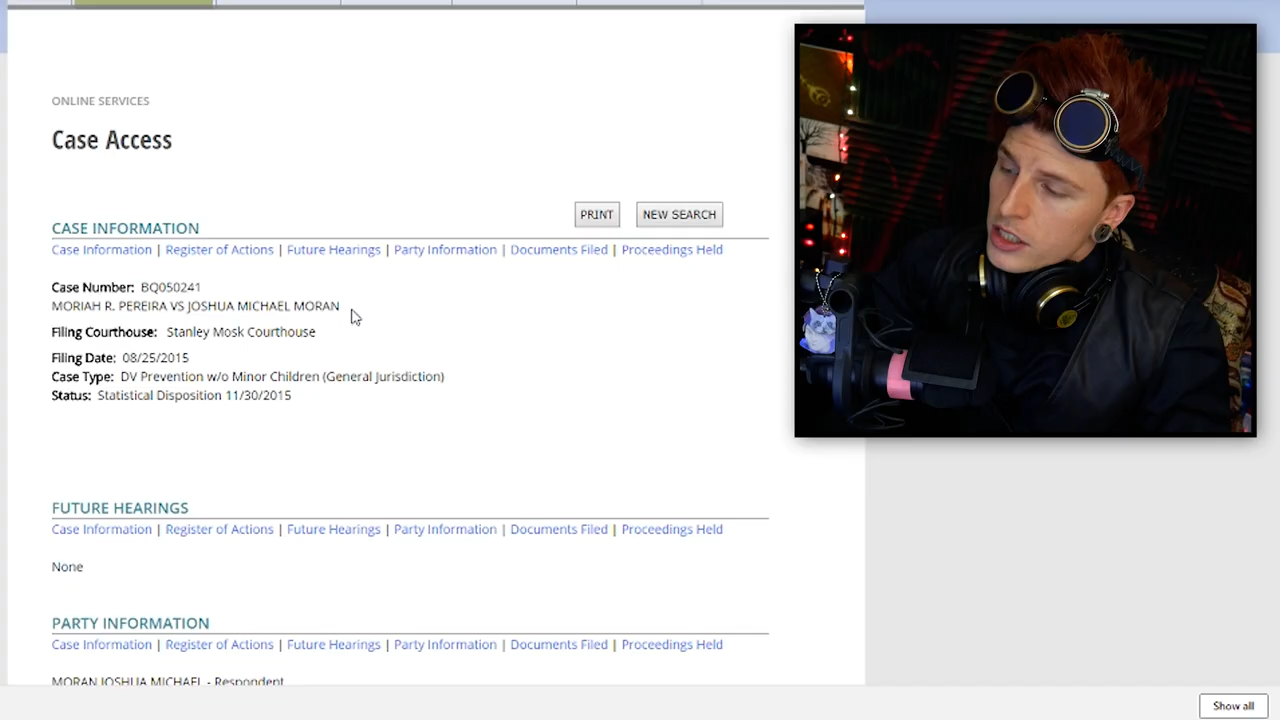 ONLINE SERVICES
Case Access
PRINT
NEW SEARCH
CASE INFORMATION
Case Information | Register of Actions | Future Hearings | Party Information | Documents Filed | Proceedings Held
Case Number: BQ050241
MORIAH R. PEREIRA VS JOSHUA MICHAEL MORAN
Filing Courthouse: Stanley Mosk Courthouse
Filing Date: 08/25/2015
Case Type: DV Prevention w/o Minor Children (General Jurisdiction)
Status: Statistical Disposition 11/30/2015
FUTURE HEARINGS
Case Information | Register of Actions | Future Hearings | Party Information | Documents Filed | Proceedings Held
None
PARTY INFORMATION
Case Information | Register of Actions | Future Hearings | Party Information | Documents Filed | Proceedings Held
MORAN JOSHUA MICHAEL - Respondent
Show all